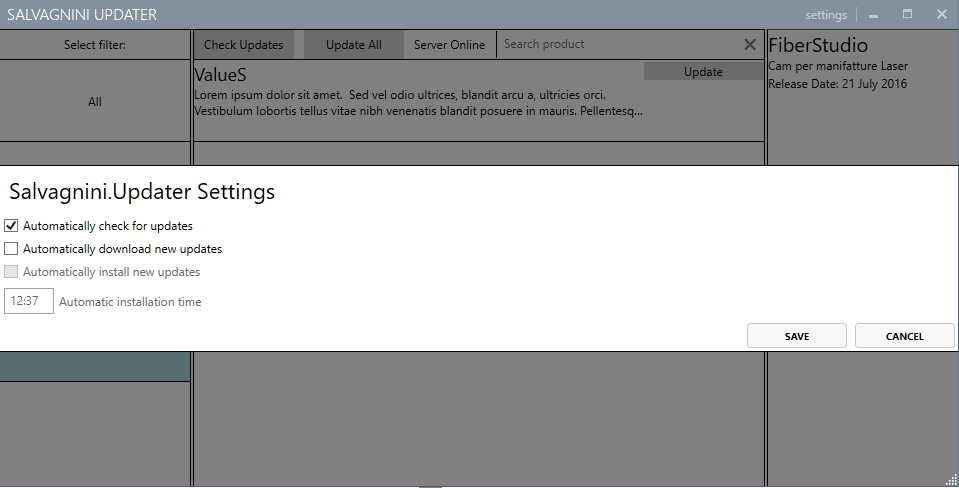 SALVAGNINI UPDATER
settings
Select filter:
Check Updates
Update All
Server Online
Search product
FiberStudio
Cam per manifatture Laser
Release Date: 21 July 2016
All
ValueS
Update
Lorem ipsum dolor sit amet.  Sed vel odio ultrices, blandit arcu a, ultricies orci.
Vestibulum lobortis tellus vitae nibh venenatis blandit posuere in mauris. Pellentesq...
Salvagnini.Updater Settings
Automatically check for updates
Automatically download new updates
Automatically install new updates
12:37 Automatic installation time
SAVE
CANCEL